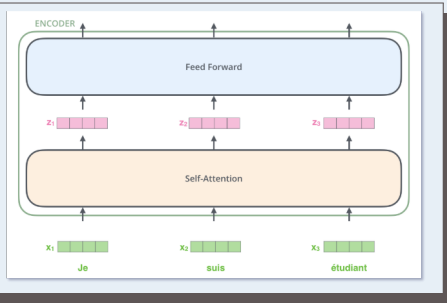 ENCODER
Feed Forward
z₁ z₂ z₃
Self-Attention
x₁ x₂ x₃
Je suis étudiant